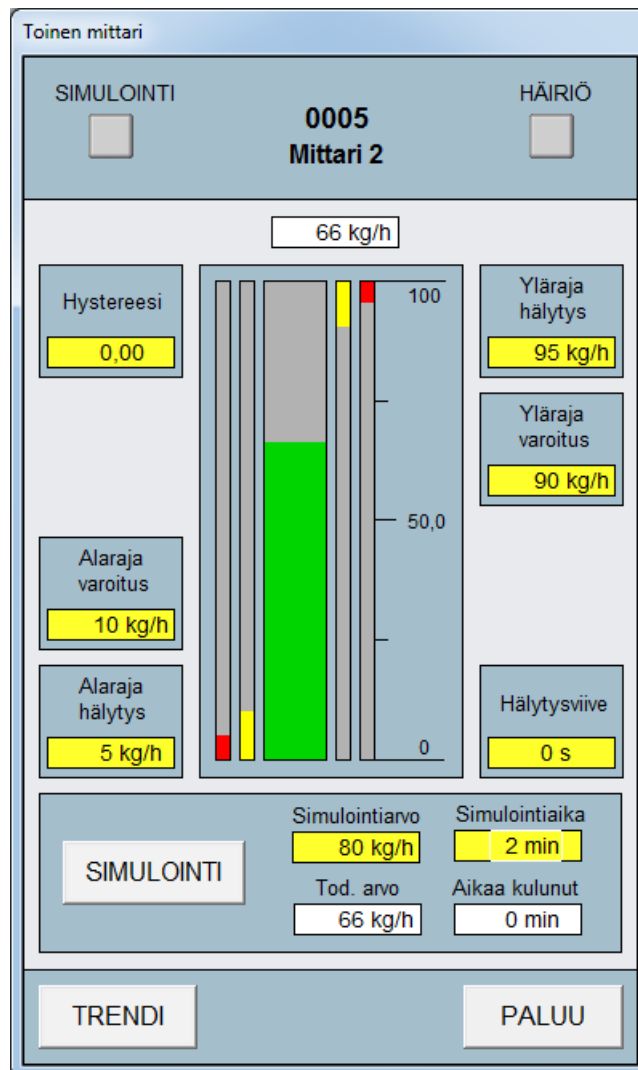 Toinen mittari
SIMULOINTI
0005
Mittari 2
HÄIRIÖ
66 kg/h
Hystereesi
0,00
100
50,0
0
Yläraja
hälytys
95 kg/h
Yläraja
varoitus
90 kg/h
Alaraja
varoitus
10 kg/h
Alaraja
hälytys
5 kg/h
Hälytysviive
0 s
SIMULOINTI
Simulointiarvo
80 kg/h
Simulointiaika
2 min
Tod. arvo
66 kg/h
Aikaa kulunut
0 min
TRENDI
PALUU